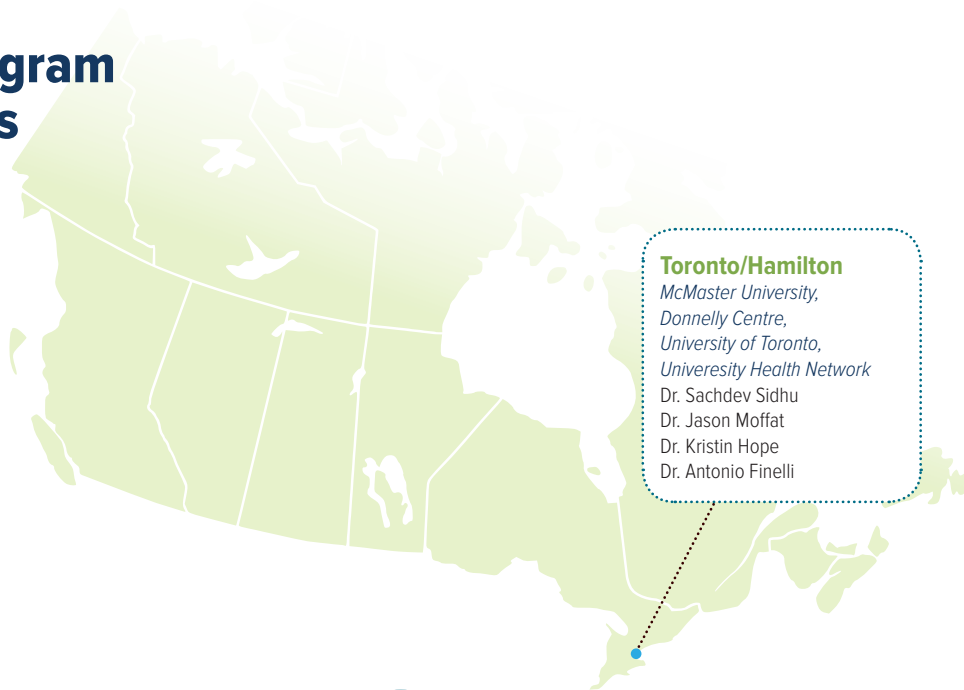 gram
s
Toronto/Hamilton
McMaster University,
Donnelly Centre,
University of Toronto,
Univeresity Health Network
Dr. Sachdev Sidhu
Dr. Jason Moffat
Dr. Kristin Hope
Dr. Antonio Finelli